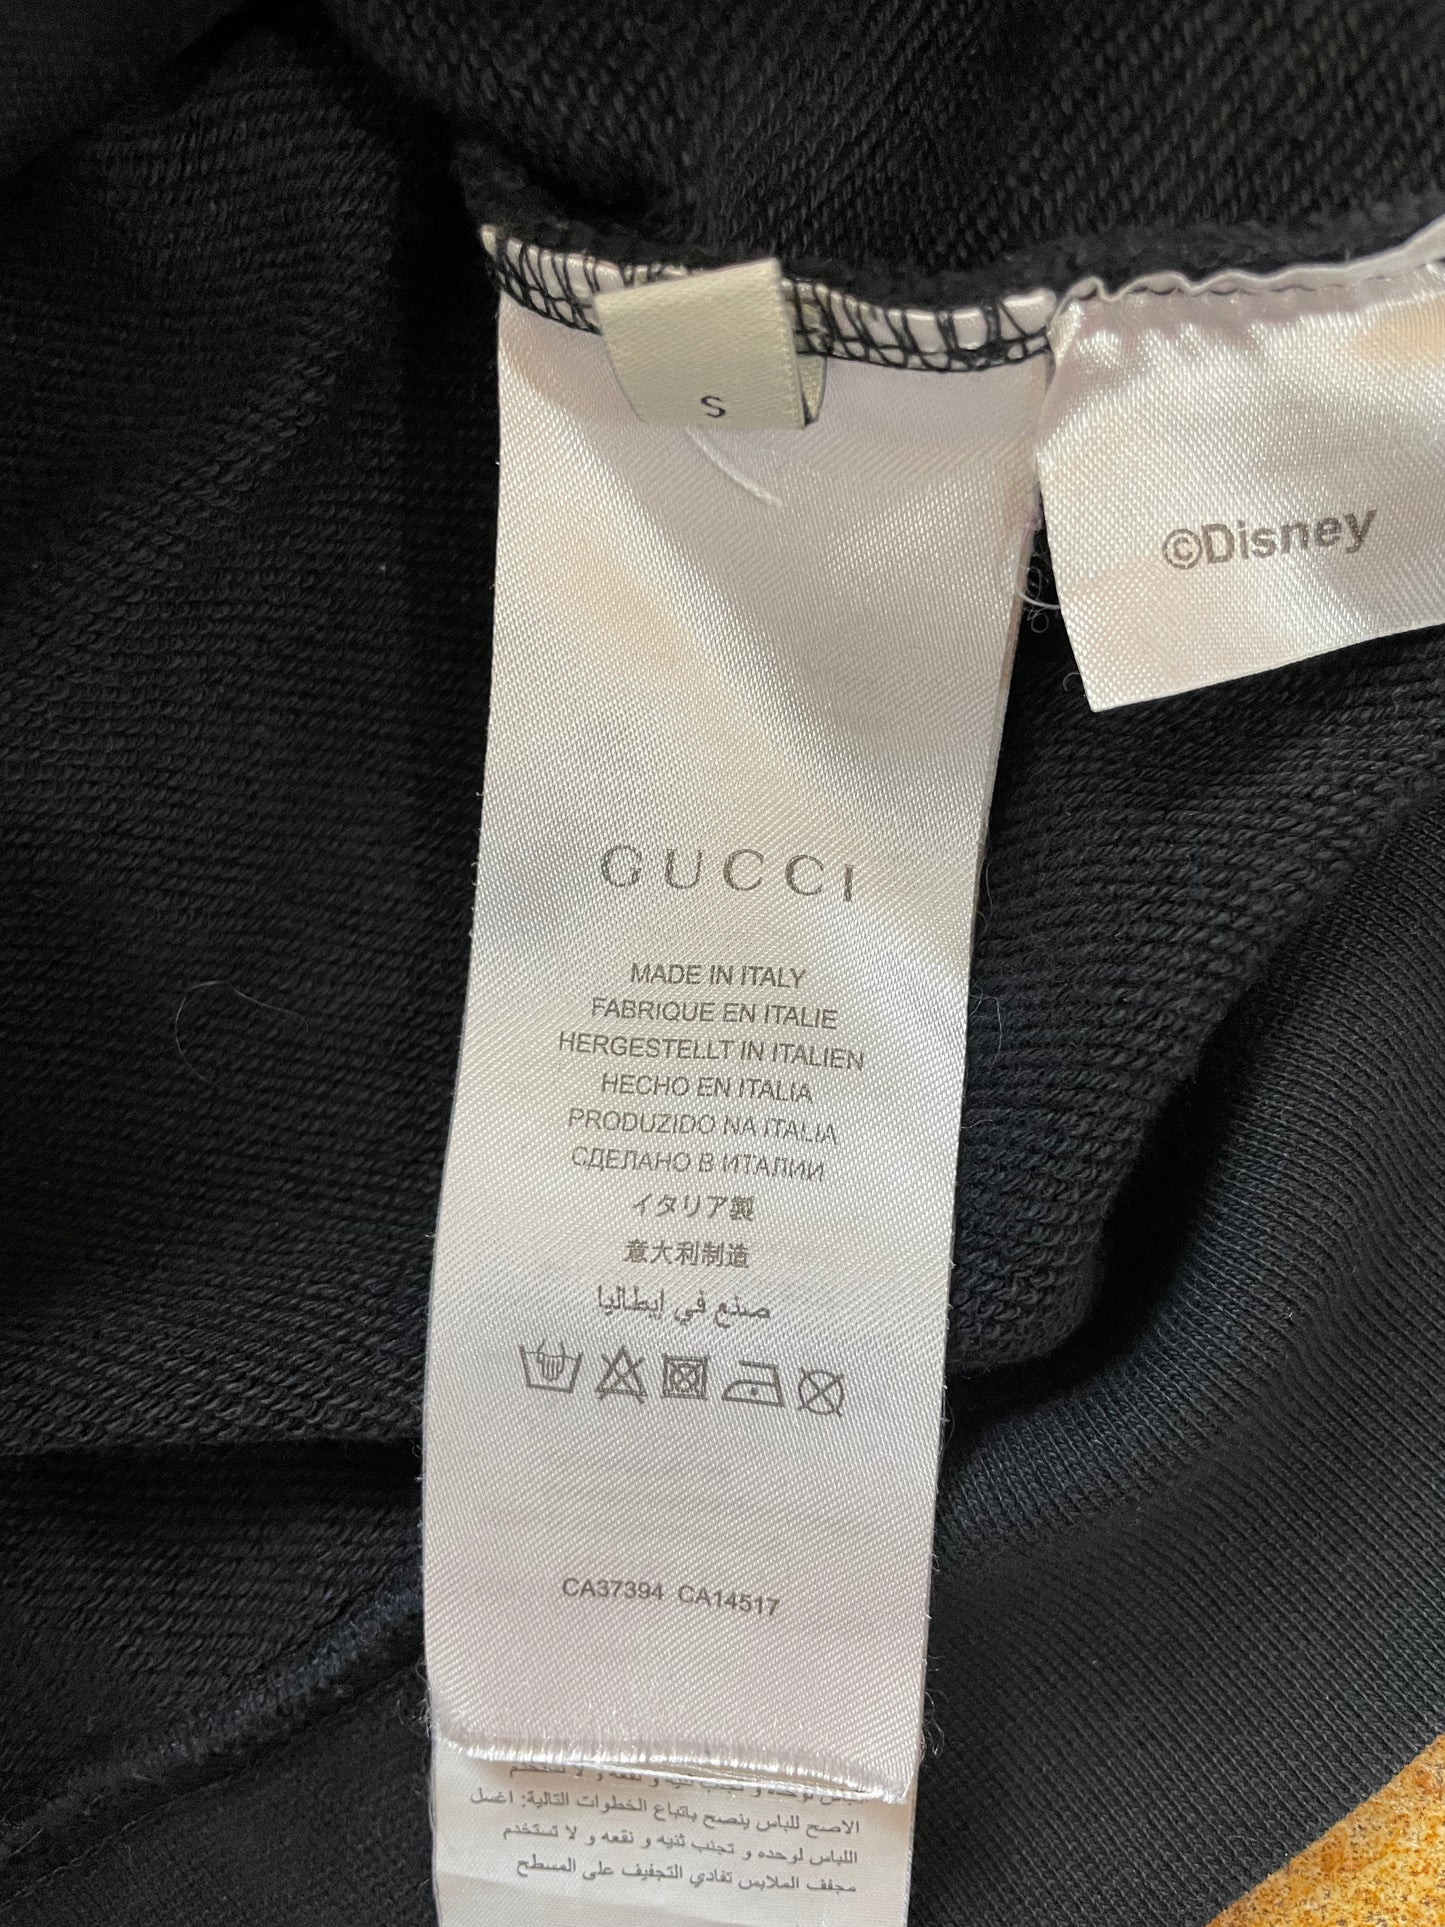 S
©Disney
GUCCI
MADE IN ITALY
FABRIQUE EN ITALIE
HERGESTELLT IN ITALIEN
HECHO EN ITALIA
PRODUZIDO NA ITALIA
СДЕЛАНО В ИТАЛИИ
イタリア製
意大利制造
صنع في إيطاليا
CA37394 CA14517
الاصح للباس ينصح باتباع الخطوات التالية: اغسل
اللباس لوحده و تجنب ثنيه و نقعه و لا تستخدم
مجفف الملابس تفادي التجفيف على المسطح